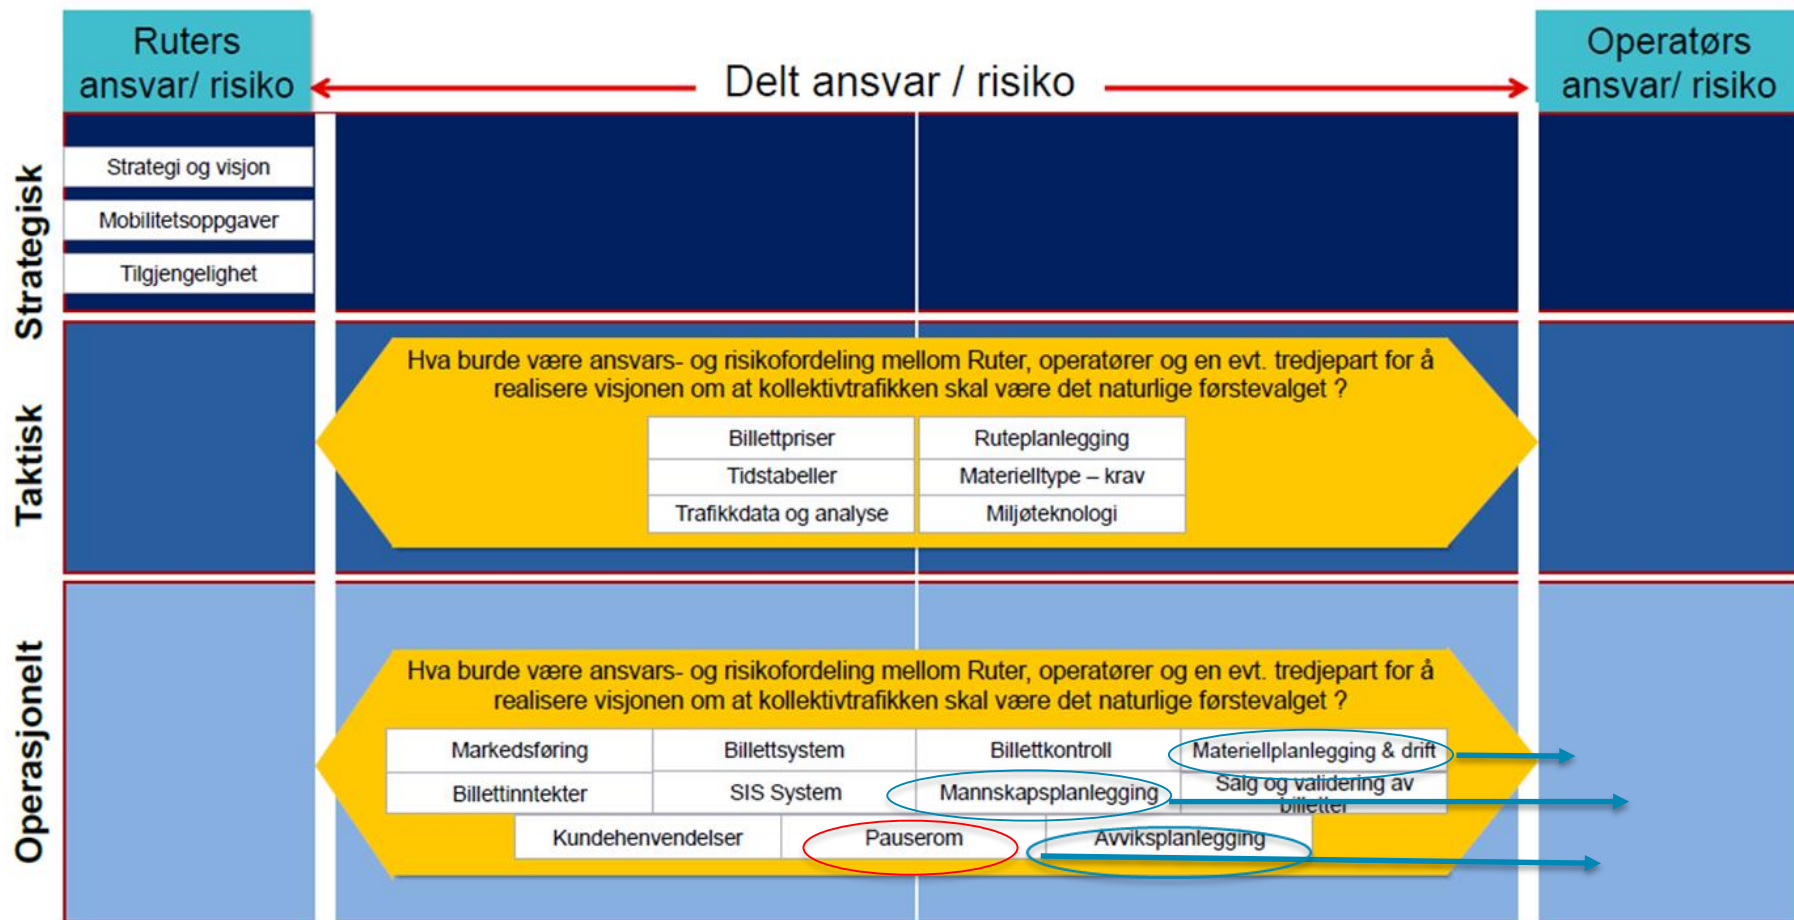 Ruters
ansvar/ risiko
Delt ansvar / risiko
Operatørs
ansvar/ risiko
Strategisk
Strategi og visjon
Mobilitetsoppgaver
Tilgjengelighet
Taktisk
Hva burde være ansvars- og risikofordeling mellom Ruter, operatører og en evt. tredjepart for å
realisere visjonen om at kollektivtrafikken skal være det naturlige førstevalget ?
Billettpriser
Ruteplanlegging
Tidstabeller
Materielltype – krav
Trafikkdata og analyse
Miljøteknologi
Operasjonelt
Hva burde være ansvars- og risikofordeling mellom Ruter, operatører og en evt. tredjepart for å
realisere visjonen om at kollektivtrafikken skal være det naturlige førstevalget ?
Markedsføring
Billettsystem
Billettkontroll
Materiellplanlegging & drift
Billettinntekter
SIS System
Mannskapsplanlegging
Salg og validering av
billetter
Kundehenvendelser
Pauserom
Avviksplanlegging